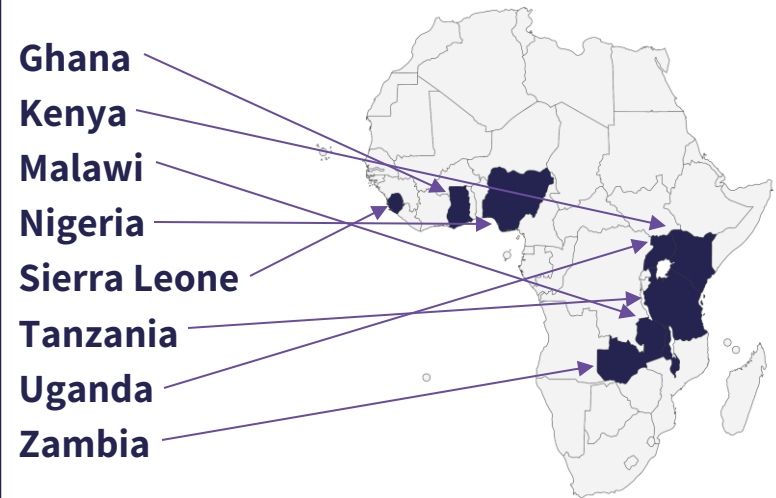 Ghana
Kenya
Malawi
Nigeria
Sierra Leone
Tanzania
Uganda
Zambia